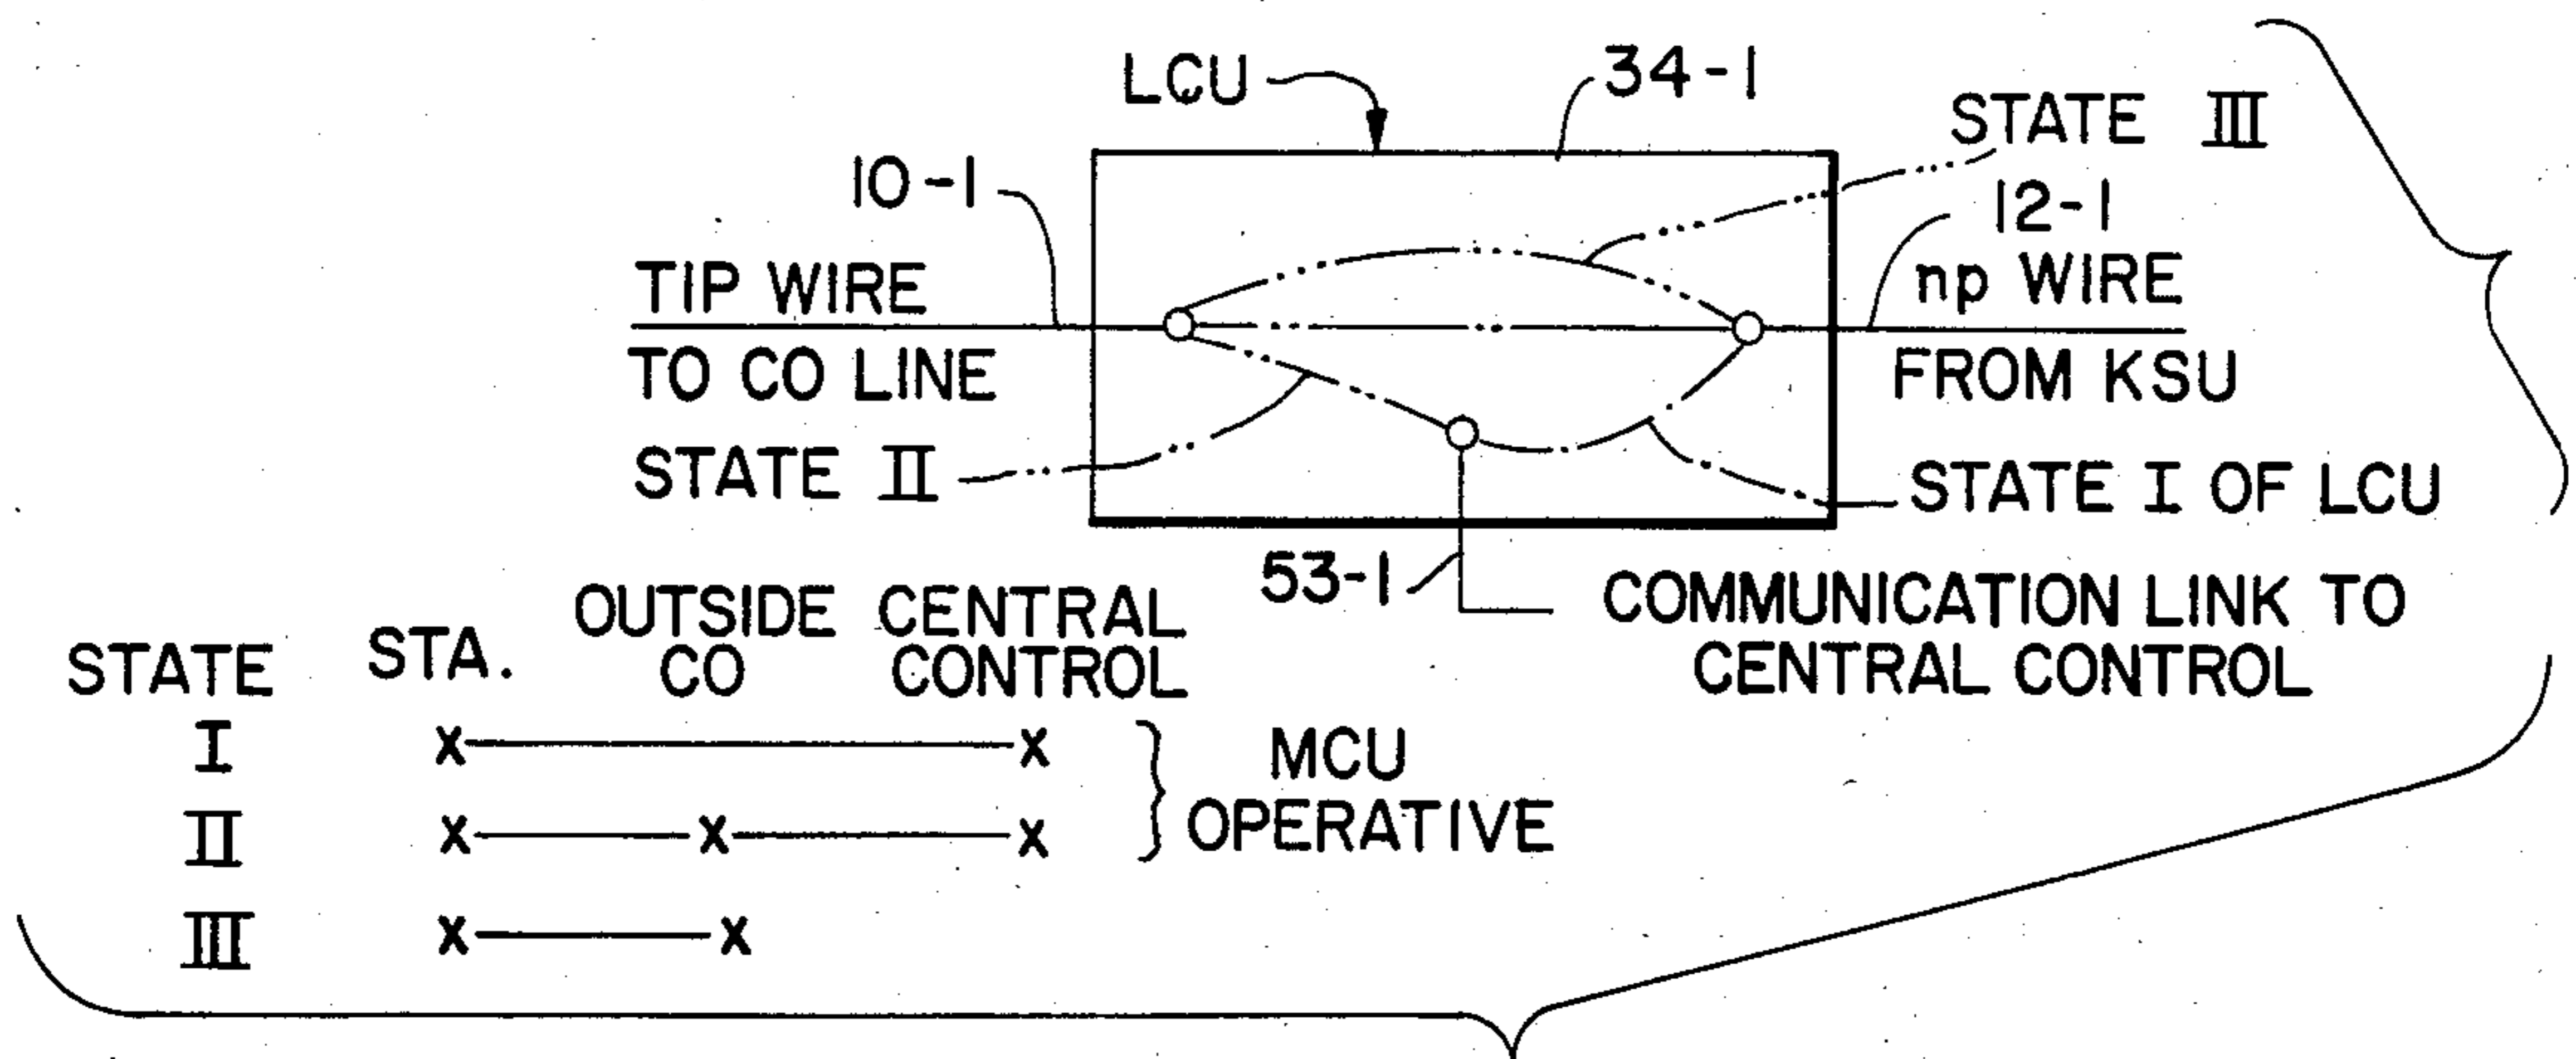 LCU
34-1
STATE III
10-1
12-1
TIP WIRE
TO CO LINE
np WIRE
FROM KSU
STATE II
STATE I OF LCU
53-1
COMMUNICATION LINK TO
CENTRAL CONTROL
STATE STA. OUTSIDE CO CENTRAL CONTROL
I X X
II X X X
III X X
MCU
OPERATIVE